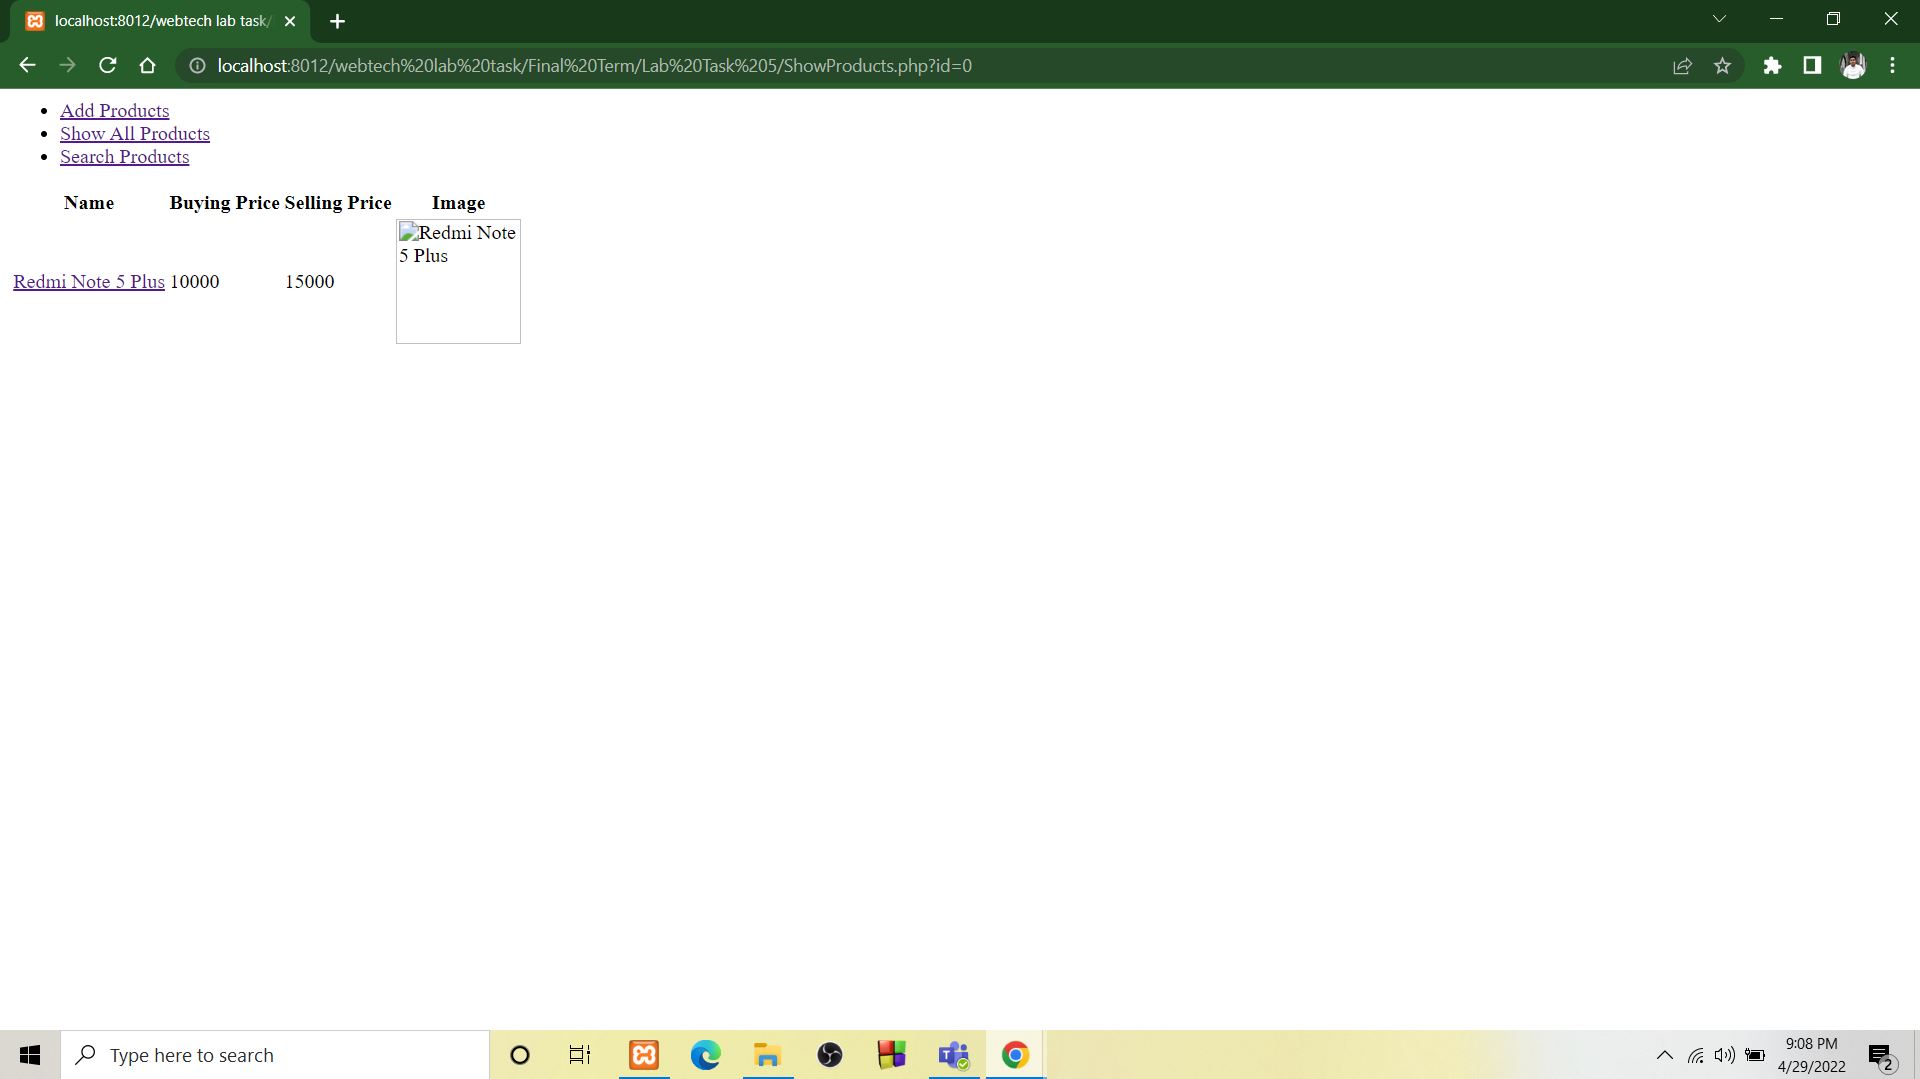 localhost:8012/webtech lab task/
localhost:8012/webtech%20lab%20task/Final%20Term/Lab%20Task%205/ShowProducts.php?id=0
Add Products
Show All Products
Search Products
Name Buying Price Selling Price Image
Redmi Note 5 Plus 10000 15000 Redmi Note
5 Plus
Type here to search
9:08 PM
4/29/2022
2